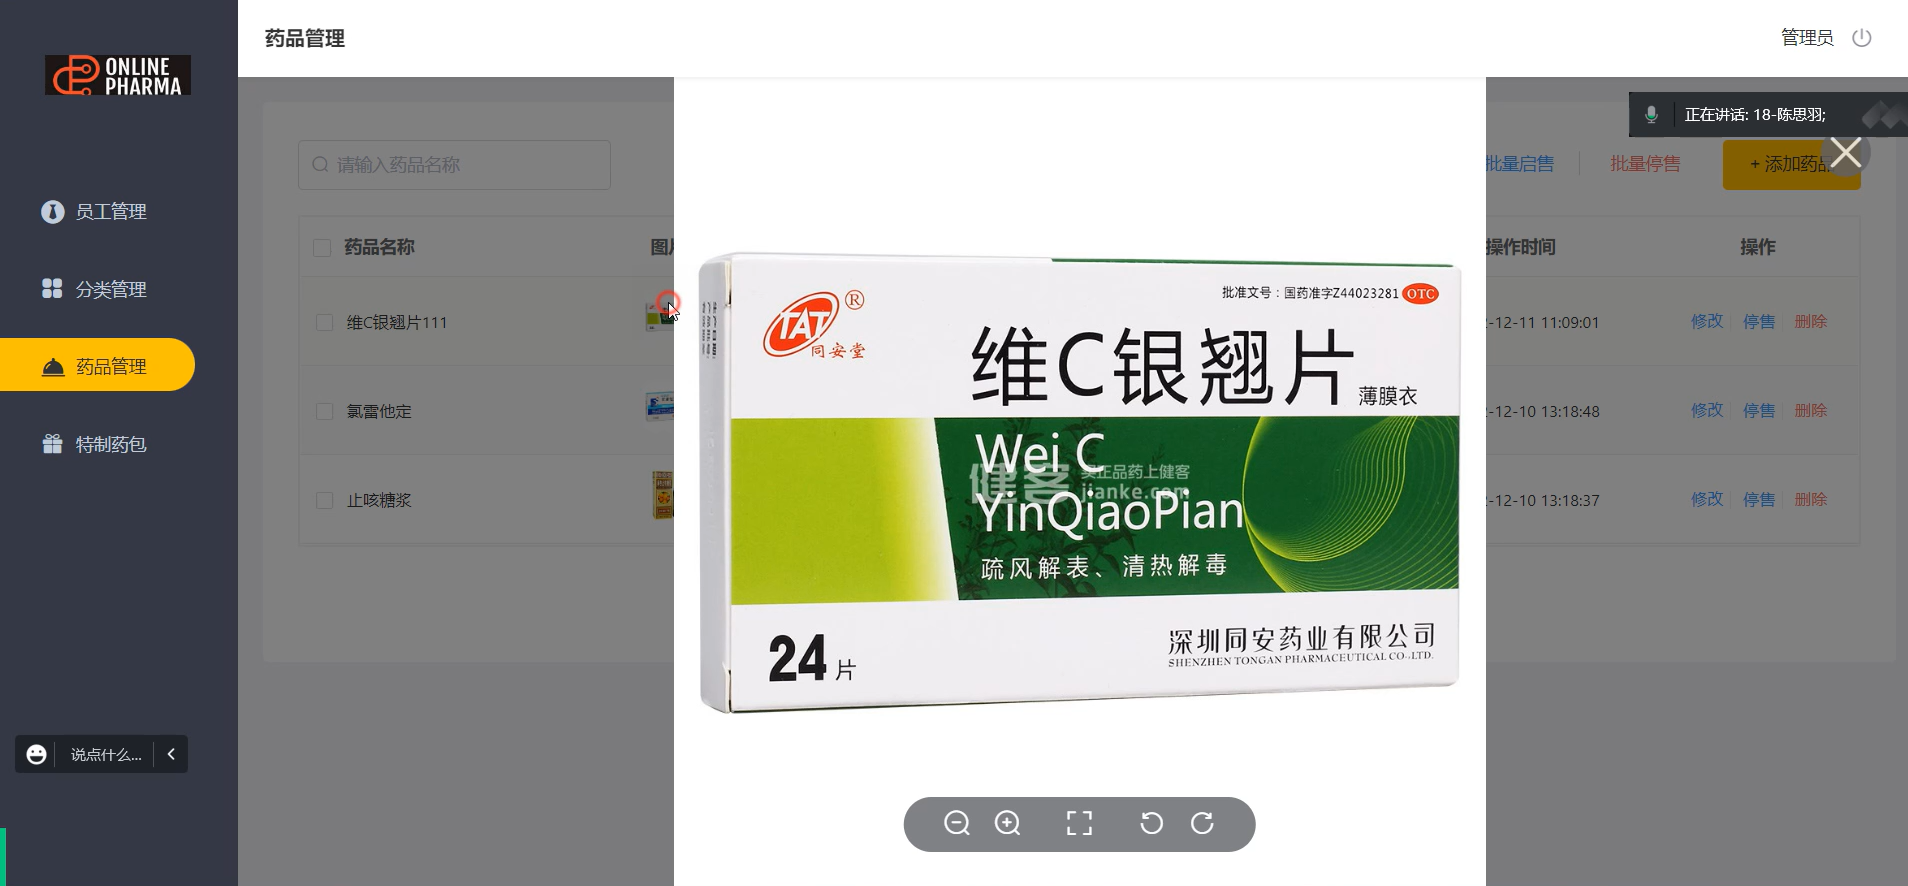 药品管理
管理员
ONLINE
PHARMA
正在讲话: 18-陈思羽;
请输入药品名称
批量启售
批量停售
+ 添加药品
员工管理
分类管理
药品管理
特制药包
药品名称
图片
操作时间
操作
维C银翘片111
-12-11 11:09:01
修改
停售
删除
氯雷他定
-12-10 13:18:48
修改
停售
删除
止咳糖浆
-12-10 13:18:37
修改
停售
删除
批准文号：国药准字Z44023281 OTC
TAT ®
同安堂
维C银翘片
薄膜衣
Wei C
YinQiaoPian
健客 买正品药上健客
jianke.com
疏风解表、清热解毒
24片
深圳同安药业有限公司
SHENZHEN TONGAN PHARMACEUTICAL CO.,LTD.
说点什么...